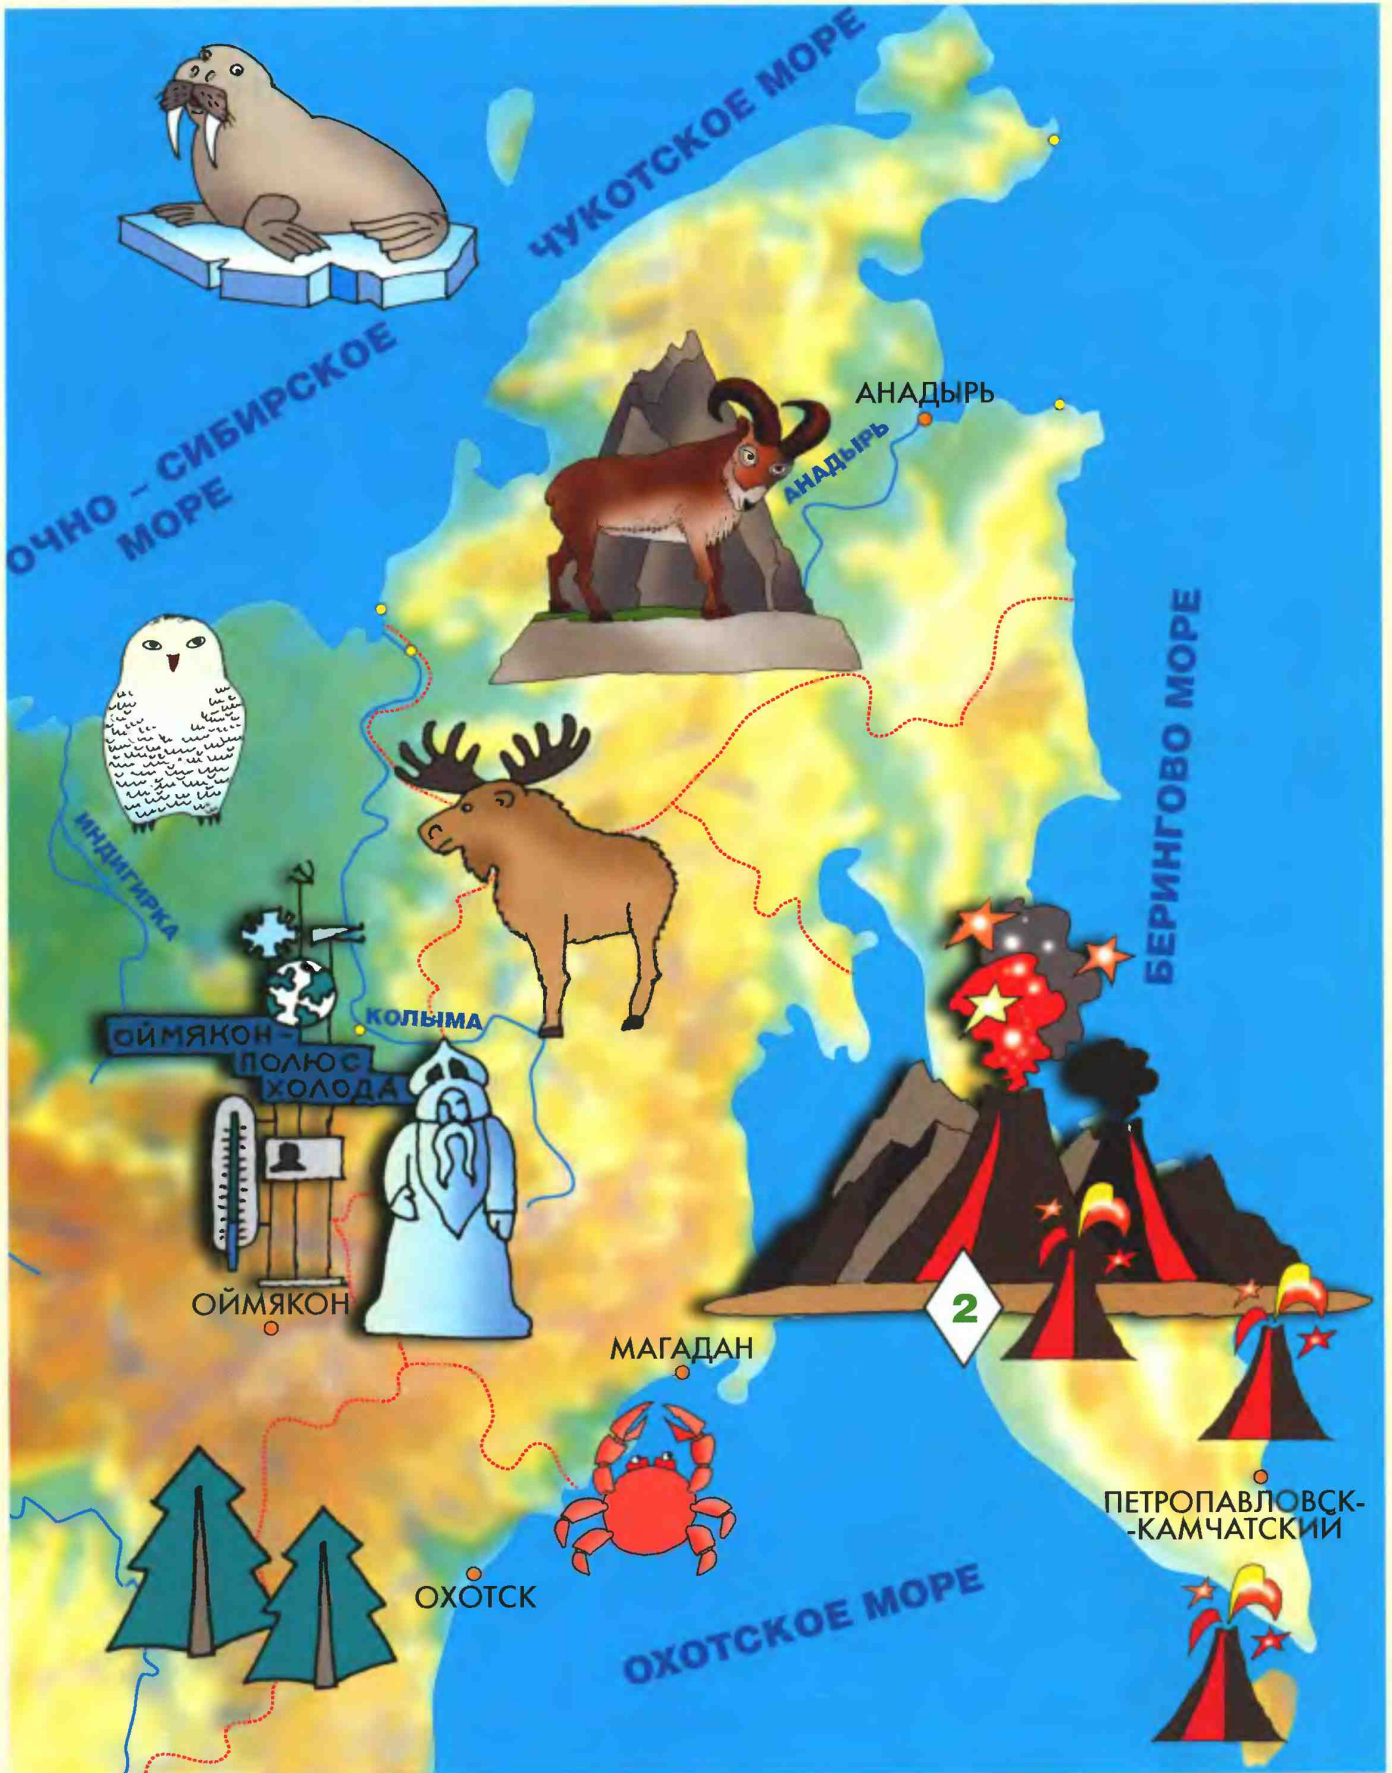 ЧУКОТСКОЕ МОРЕ
ОЧНО – СИБИРСКОЕ
МОРЕ
АНАДЫРЬ
АНАДЫРЬ
БЕРИНГОВО МОРЕ
ИНДИГИРКА
КОЛЫМА
ОЙМЯКОН-
ПОЛЮС
ХОЛОДА
ОЙМЯКОН
2
МАГАДАН
ПЕТРОПАВЛОВСК-
-КАМЧАТСКИЙ
ОХОТСК
ОХОТСКОЕ МОРЕ